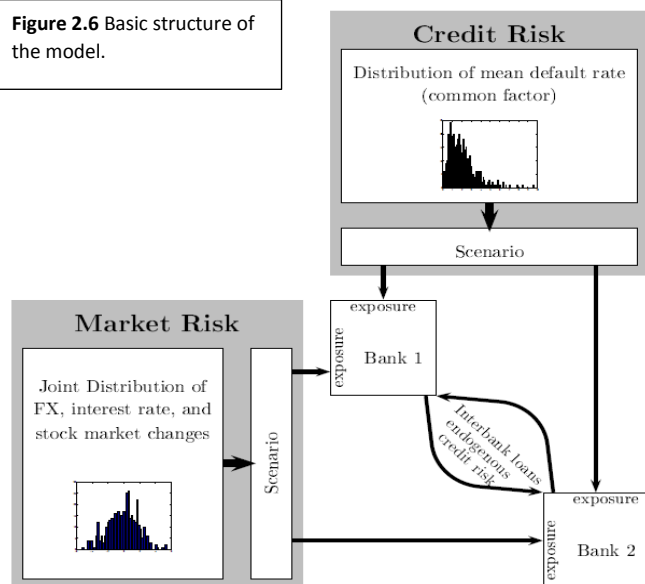 Figure 2.6 Basic structure of
the model.
Credit Risk
Distribution of mean default rate
(common factor)
Scenario
Market Risk
Joint Distribution of
FX, interest rate, and
stock market changes
Scenario
exposure
exposure
Bank 1
Interbank loans
endogenous
credit risk
exposure
exposure
Bank 2